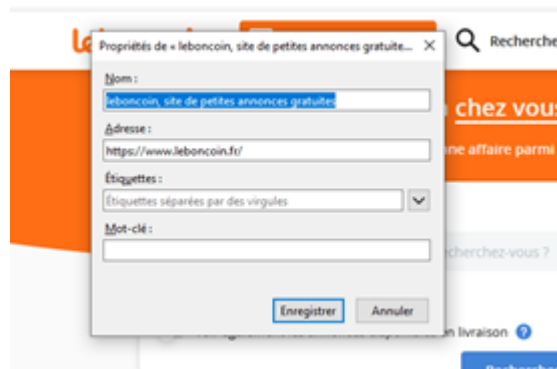 Propriétés de « leboncoin, site de petites annonces gratuite...
Recherche
Nom :
leboncoin, site de petites annonces gratuites
chez vous
Adresse :
https://www.leboncoin.fr/
ne affaire parmi
Étiquettes :
Étiquettes séparées par des virgules
Mot-clé :
cherchez-vous ?
Enregistrer
Annuler
en livraison